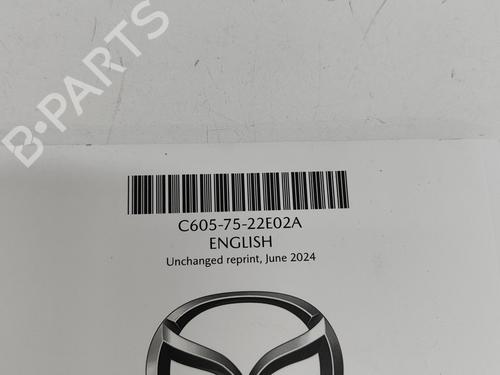 B-PARTS
C605-75-22E02A
ENGLISH
Unchanged reprint, June 2024